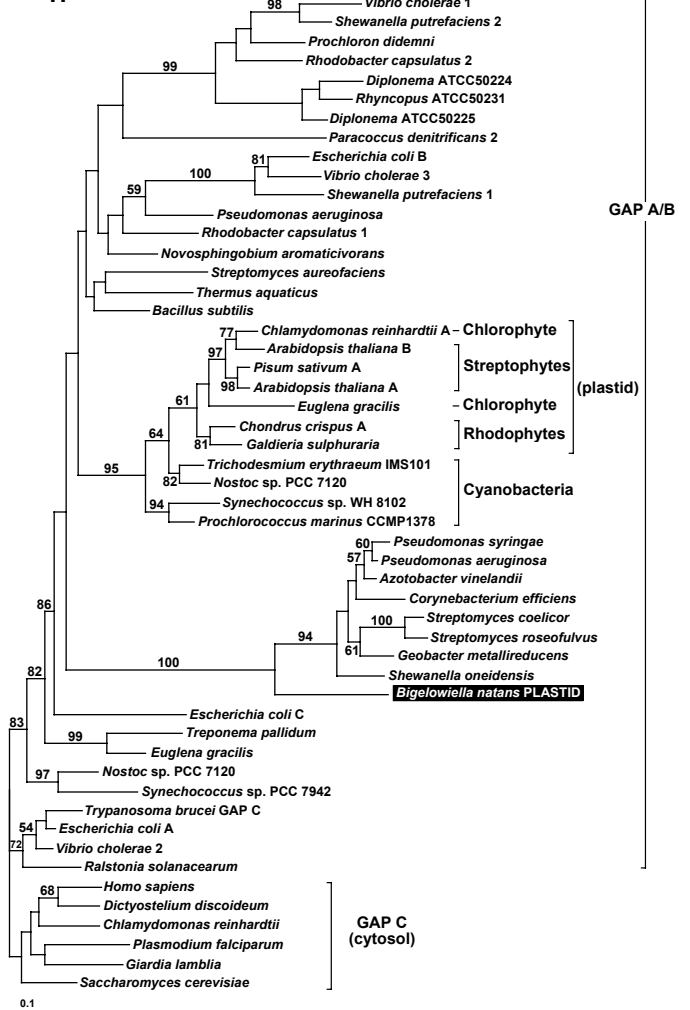 98
Vibrio cholerae 1
Shewanella putrefaciens 2
Prochloron didemni
Rhodobacter capsulatus 2
99
Diplonema ATCC50224
Rhyncopus ATCC50231
Diplonema ATCC50225
Paracoccus denitrificans 2
81
Escherichia coli B
100
Vibrio cholerae 3
59
Shewanella putrefaciens 1
Pseudomonas aeruginosa
GAP A/B
Rhodobacter capsulatus 1
Novosphingobium aromaticivorans
Streptomyces aureofaciens
Thermus aquaticus
Bacillus subtilis
77
Chlamydomonas reinhardtii A
Chlorophyte
97
Arabidopsis thaliana B
Pisum sativum A
Streptophytes
98
Arabidopsis thaliana A
(plastid)
61
Euglena gracilis
Chlorophyte
Chondrus crispus A
Rhodophytes
64
81
Galdieria sulphuraria
95
Trichodesmium erythraeum IMS101
82
Nostoc sp. PCC 7120
Cyanobacteria
94
Synechococcus sp. WH 8102
Prochlorococcus marinus CCMP1378
60
Pseudomonas syringae
57
Pseudomonas aeruginosa
Azotobacter vinelandii
Corynebacterium efficiens
86
100
Streptomyces coelicor
94
Streptomyces roseofulvus
61
Geobacter metallireducens
100
Shewanella oneidensis
82
Bigelowiella natans PLASTID
Escherichia coli C
83
99
Treponema pallidum
Euglena gracilis
97
Nostoc sp. PCC 7120
Synechococcus sp. PCC 7942
Trypanosoma brucei GAP C
54
Escherichia coli A
72
Vibrio cholerae 2
Ralstonia solanacearum
68
Homo sapiens
Dictyostelium discoideum
Chlamydomonas reinhardtii
GAP C
(cytosol)
Plasmodium falciparum
Giardia lamblia
Saccharomyces cerevisiae
0.1